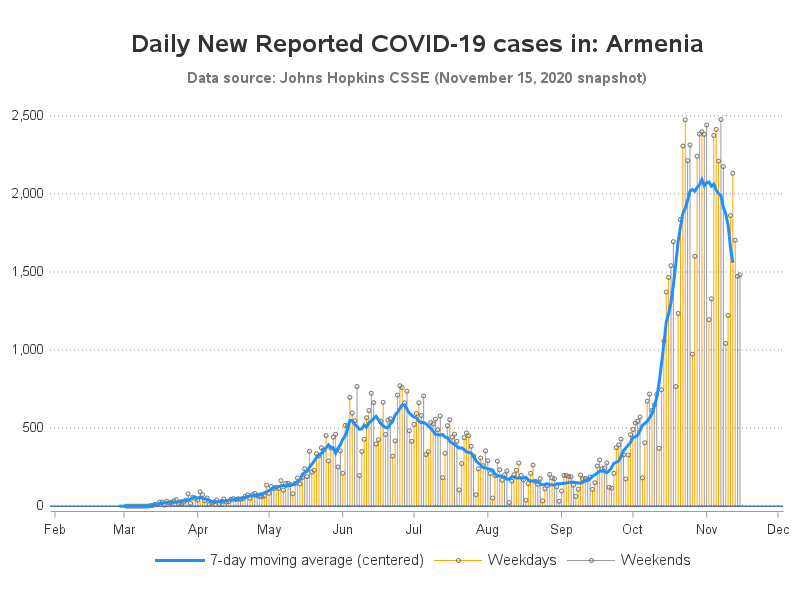 Daily New Reported COVID-19 cases in: Armenia
Data source: Johns Hopkins CSSE (November 15, 2020 snapshot)
2,500
2,000
1,500
1,000
500
0
Feb Mar Apr May Jun Jul Aug Sep Oct Nov Dec
7-day moving average (centered) Weekdays Weekends